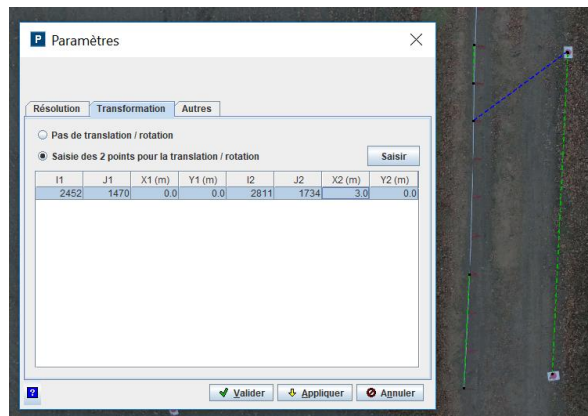 P Paramètres
Résolution Transformation Autres
Pas de translation / rotation
Saisie des 2 points pour la translation / rotation Saisir
I1 J1 X1 (m) Y1 (m) I2 J2 X2 (m) Y2 (m)
2452 1470 0.0 0.0 2811 1734 3.0 0.0
? Valider Appliquer Annuler